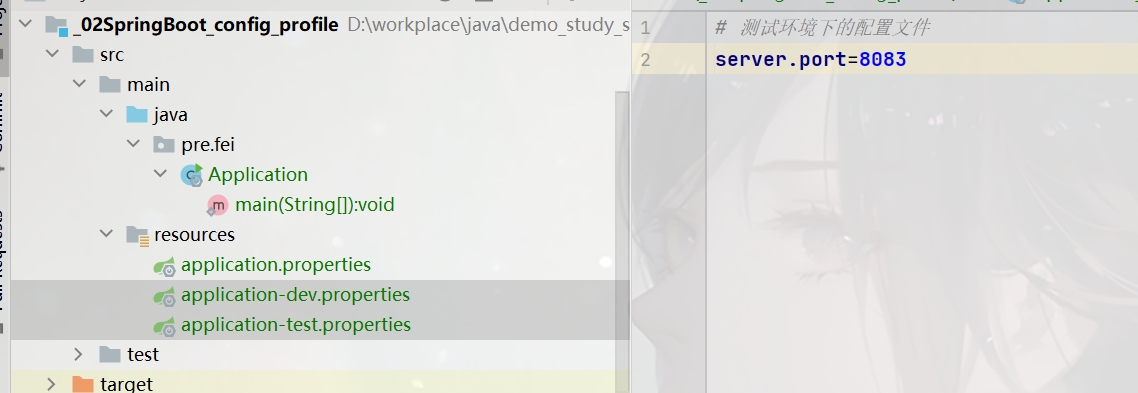 _02SpringBoot_config_profile D:\workplace\java\demo_study_s
src
main
java
pre.fei
Application
main(String[]):void
resources
application.properties
application-dev.properties
application-test.properties
test
target
1 # 测试环境下的配置文件
2 server.port=8083